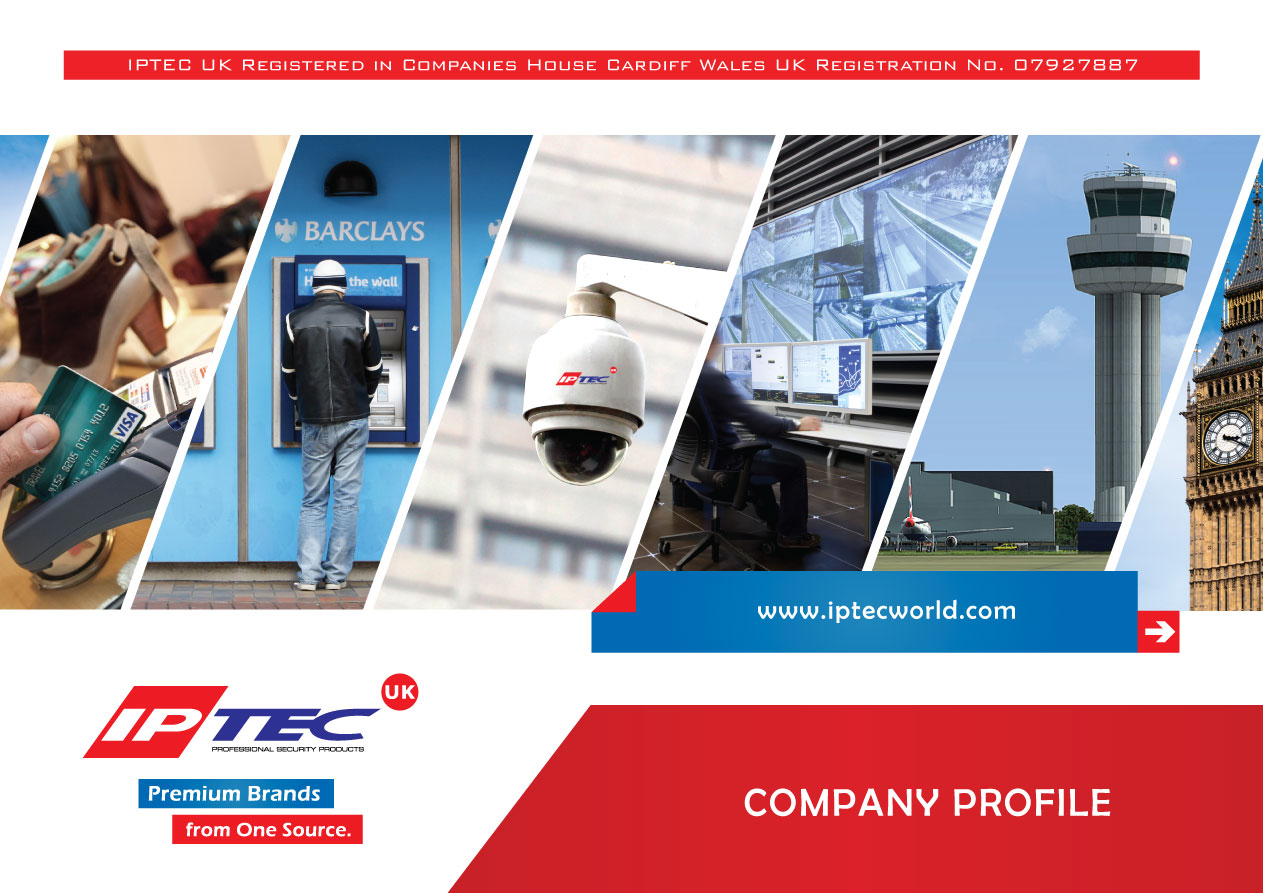 IPTEC UK Registered in Companies House Cardiff Wales UK Registration No. 07927887
BARCLAYS
the wall
VISA
IPTEC
www.iptecworld.com
IPTEC UK
PROFESSIONAL SECURITY PRODUCTS
Premium Brands
from One Source.
COMPANY PROFILE